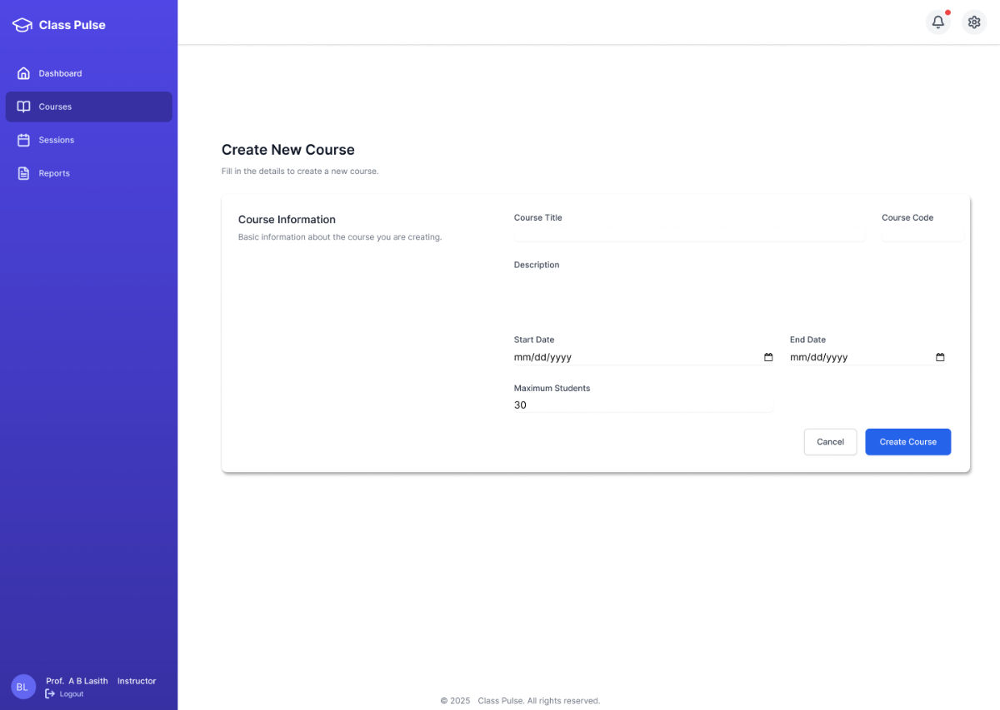 Class Pulse
Dashboard
Courses
Sessions
Reports
Create New Course
Fill in the details to create a new course.
Course Information
Basic information about the course you are creating.
Course Title
Course Code
Description
Start Date
End Date
mm/dd/yyyy
mm/dd/yyyy
Maximum Students
30
Cancel
Create Course
BL
Prof. A B Lasith Instructor
Logout
© 2025 Class Pulse. All rights reserved.